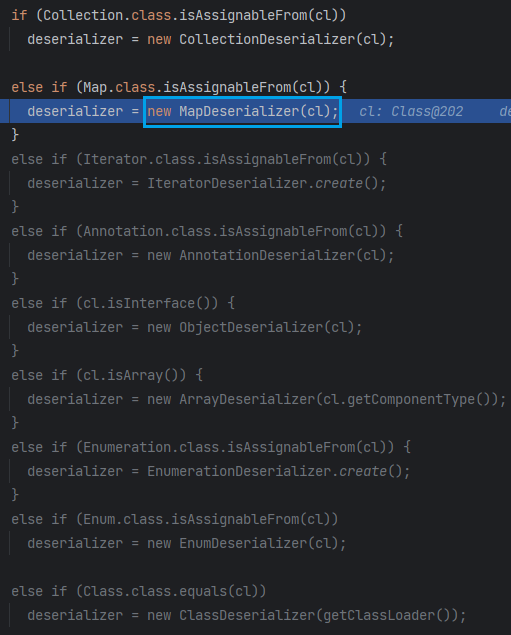 if (Collection.class.isAssignableFrom(cl))
deserializer = new CollectionDeserializer(cl);
else if (Map.class.isAssignableFrom(cl)) {
deserializer = new MapDeserializer(cl); cl: Class@202 de
}
else if (Iterator.class.isAssignableFrom(cl)) {
deserializer = IteratorDeserializer.create();
}
else if (Annotation.class.isAssignableFrom(cl)) {
deserializer = new AnnotationDeserializer(cl);
}
else if (cl.isInterface()) {
deserializer = new ObjectDeserializer(cl);
}
else if (cl.isArray()) {
deserializer = new ArrayDeserializer(cl.getComponentType());
}
else if (Enumeration.class.isAssignableFrom(cl)) {
deserializer = EnumerationDeserializer.create();
}
else if (Enum.class.isAssignableFrom(cl))
deserializer = new EnumDeserializer(cl);
else if (Class.class.equals(cl))
deserializer = new ClassDeserializer(getClassLoader());